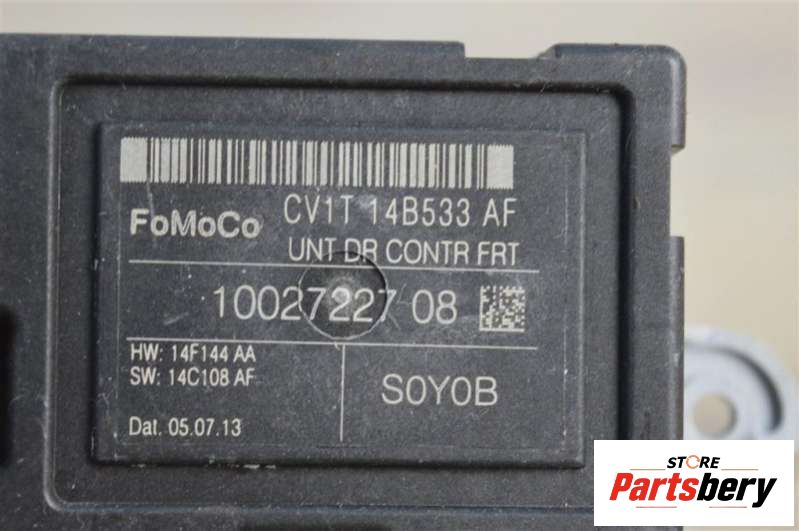 CV1T 14B533 AF
FoMoCo
UNT DR CONTR FRT
10027227 08
HW: 14F144 AA
SW: 14C108 AF
S0Y0B
Dat. 05.07.13
STORE
Partsbery